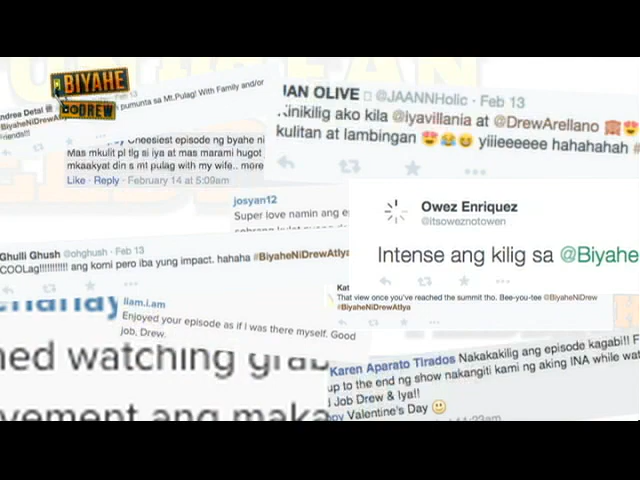 BIYAHE
DREW
Andrea Detal
pumunta sa Mt.Pulag! With Family and/or
Cheesiest episode ng byahe ni
Mas mkulit pl tlg si iya at mas marami hugot
mkaakyat din s mt pulag with my wife.. more
Like · Reply · February 14 at 5:09am
IAN OLIVE @JAANNHolic · Feb 13
Kinikilig ako kila @iyavillania at @DrewArellano
kulitan at lambingan yiieeeeee hahahahah #
josyan12
Super love namin ang e
Owez Enriquez
@itsoweznotowen
Intense ang kilig sa @Biyahe
Ghulli Ghush @ohghush · Feb 13
COOLag!!!!!!!!!!! ang korni pero iba yung impact. hahaha #BiyaheNiDrewAtIya
Kat
That view once you've reached the summit tho. Bee-you-tee @BiyaheNiDrew
#BiyaheNiDrewAtIya
liam.i.am
Enjoyed your episode as if I was there myself. Good
job, Drew.
ned watching grab
vement ang maka
Karen Aparato Tirados Nakakakilig ang episode kagabi!! F
up to the end ng show nakangiti kami ng aking INA while wat
Job Drew & Iya!!
py Valentine's Day